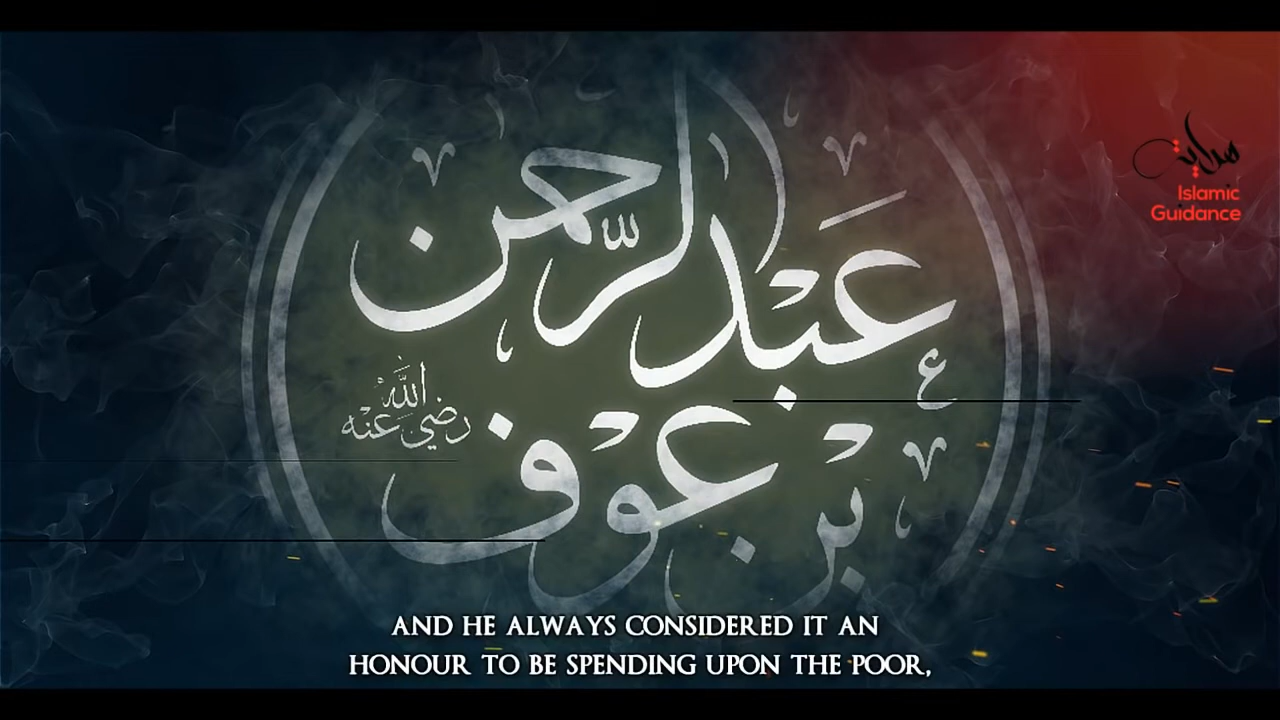 عبد الرحمن
بن عوف
رضي الله عنه
هداية
Islamic
Guidance
AND HE ALWAYS CONSIDERED IT AN
HONOUR TO BE SPENDING UPON THE POOR,